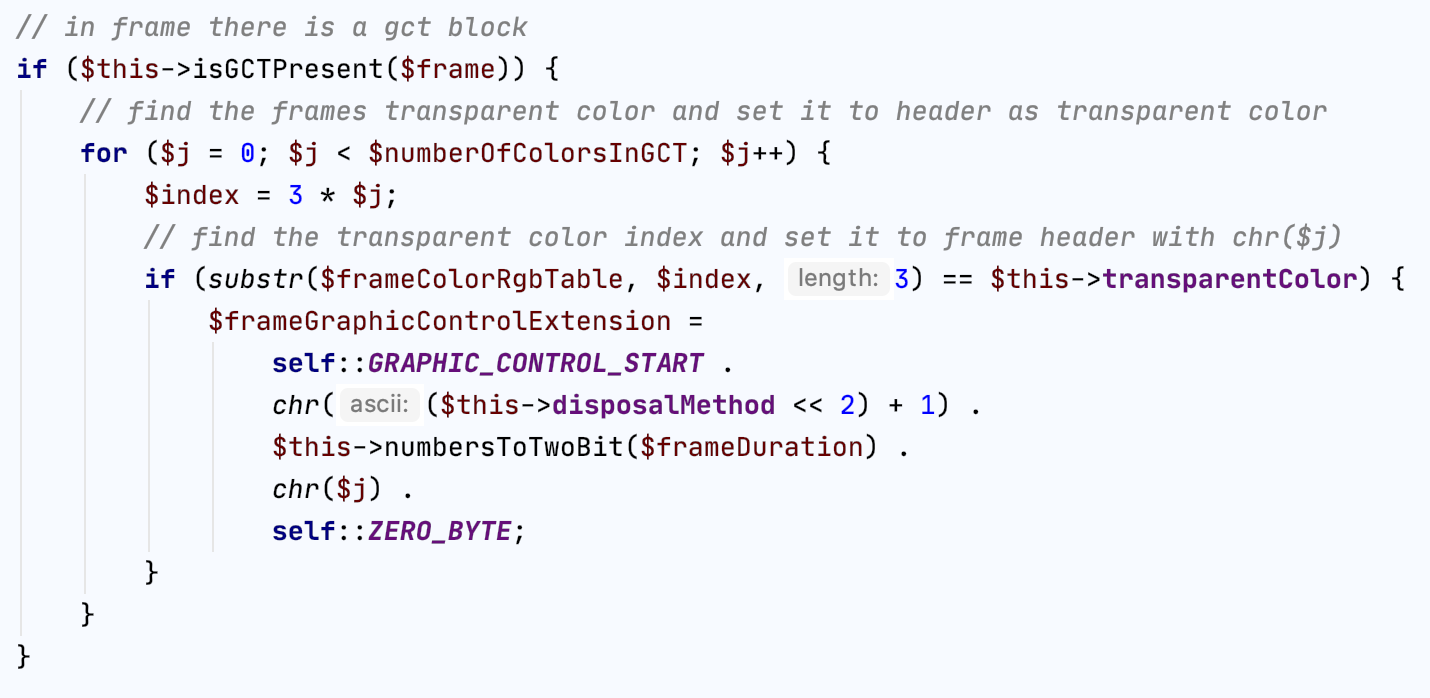 // in frame there is a gct block
if ($this->isGCTPresent($frame)) {
    // find the frames transparent color and set it to header as transparent color
    for ($j = 0; $j < $numberOfColorsInGCT; $j++) {
        $index = 3 * $j;
        // find the transparent color index and set it to frame header with chr($j)
        if (substr($frameColorRgbTable, $index, length: 3) == $this->transparentColor) {
            $frameGraphicControlExtension =
                self::GRAPHIC_CONTROL_START .
                chr( ascii: ($this->disposalMethod << 2) + 1) .
                $this->numbersToTwoBit($frameDuration) .
                chr($j) .
                self::ZERO_BYTE;
        }
    }
}